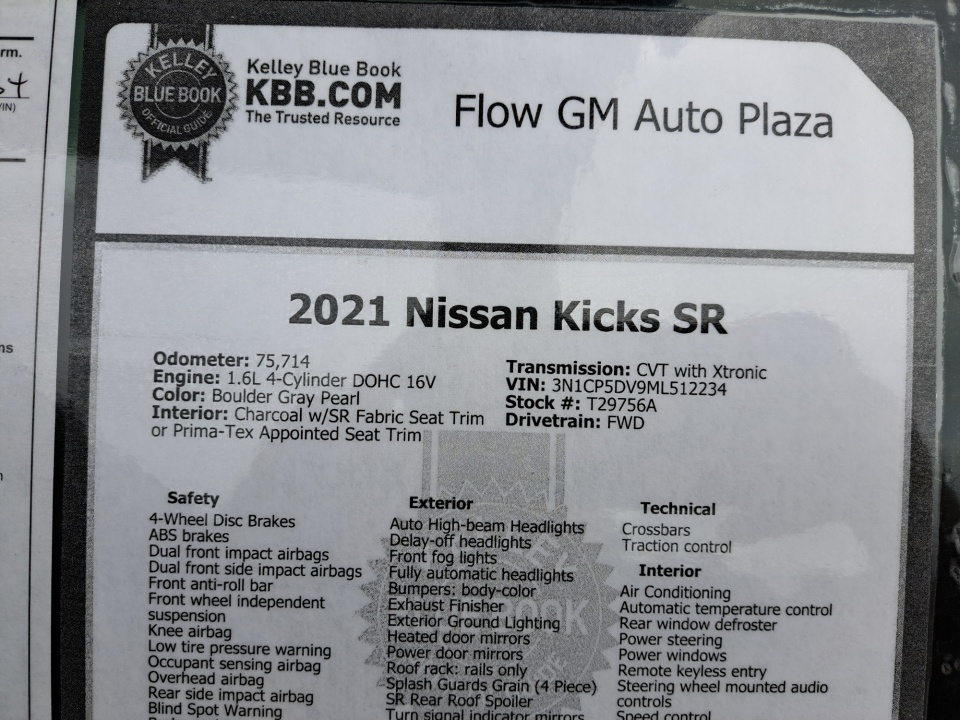 rm.
KELLEY
BLUE BOOK
OFFICIAL GUIDE
Kelley Blue Book
KBB.COM
The Trusted Resource
Flow GM Auto Plaza
2021 Nissan Kicks SR
Odometer: 75,714
Engine: 1.6L 4-Cylinder DOHC 16V
Color: Boulder Gray Pearl
Interior: Charcoal w/SR Fabric Seat Trim
or Prima-Tex Appointed Seat Trim
Transmission: CVT with Xtronic
VIN: 3N1CP5DV9ML512234
Stock #: T29756A
Drivetrain: FWD
Safety
4-Wheel Disc Brakes
ABS brakes
Dual front impact airbags
Dual front side impact airbags
Front anti-roll bar
Front wheel independent
suspension
Knee airbag
Low tire pressure warning
Occupant sensing airbag
Overhead airbag
Rear side impact airbag
Blind Spot Warning
Exterior
Auto High-beam Headlights
Delay-off headlights
Front fog lights
Fully automatic headlights
Bumpers: body-color
Exhaust Finisher
Exterior Ground Lighting
Heated door mirrors
Power door mirrors
Roof rack: rails only
Splash Guards Grain (4 Piece)
SR Rear Roof Spoiler
Turn signal indicator mirrors
Technical
Crossbars
Traction control
Interior
Air Conditioning
Automatic temperature control
Rear window defroster
Power steering
Power windows
Remote keyless entry
Steering wheel mounted audio
controls
Speed control